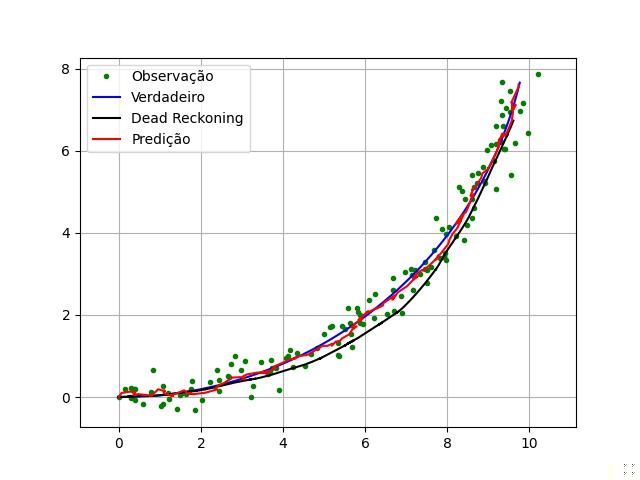 8
6
4
2
0
0 2 4 6 8 10
Observação
Verdadeiro
Dead Reckoning
Predição